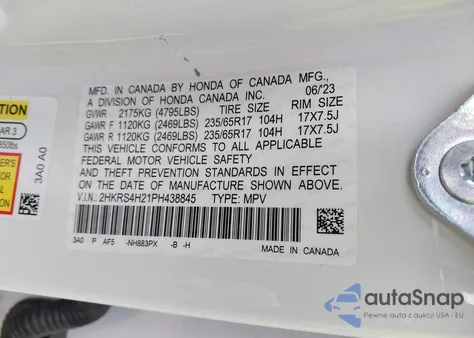 MFD. IN CANADA BY HONDA OF CANADA MFG.,
A DIVISION OF HONDA CANADA INC. 06/23
GVWR 2175KG (4795LBS) TIRE SIZE RIM SIZE
GAWR F 1120KG (2469LBS) 235/65R17 104H 17X7.5J
GAWR R 1120KG (2469LBS) 235/65R17 104H 17X7.5J
THIS VEHICLE CONFORMS TO ALL APPLICABLE
FEDERAL MOTOR VEHICLE SAFETY
AND THEFT PREVENTION STANDARDS IN EFFECT
ON THE DATE OF MANUFACTURE SHOWN ABOVE.
V.I.N.: 2HKRS4H21PH438845 TYPE: MPV
3A0 P AF5 -NH883PX -B -H
MADE IN CANADA
3A0 A0
TION
AR 3
850lbs.
ER'S
autoSnap
Pewne auta z USA i EU